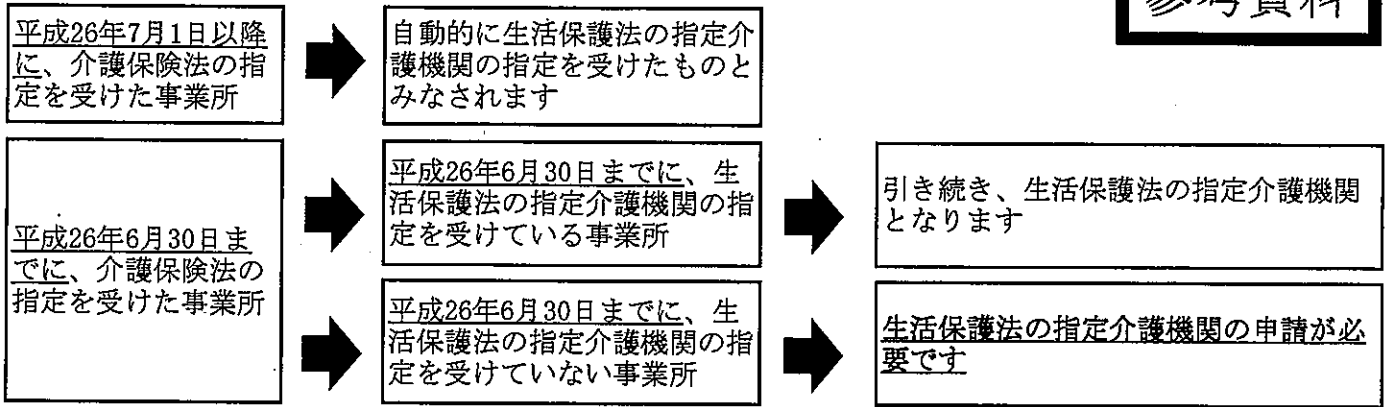 参考資料
平成26年7月1日以降
に、介護保険法の指
定を受けた事業所
自動的に生活保護法の指定介
護機関の指定を受けたものと
みなされます
平成26年6月30日ま
でに、介護保険法の
指定を受けた事業所
平成26年6月30日までに、生
活保護法の指定介護機関の指
定を受けている事業所
引き続き、生活保護法の指定介護機関
となります
平成26年6月30日までに、生
活保護法の指定介護機関の指
定を受けていない事業所
生活保護法の指定介護機関の申請が必
要です